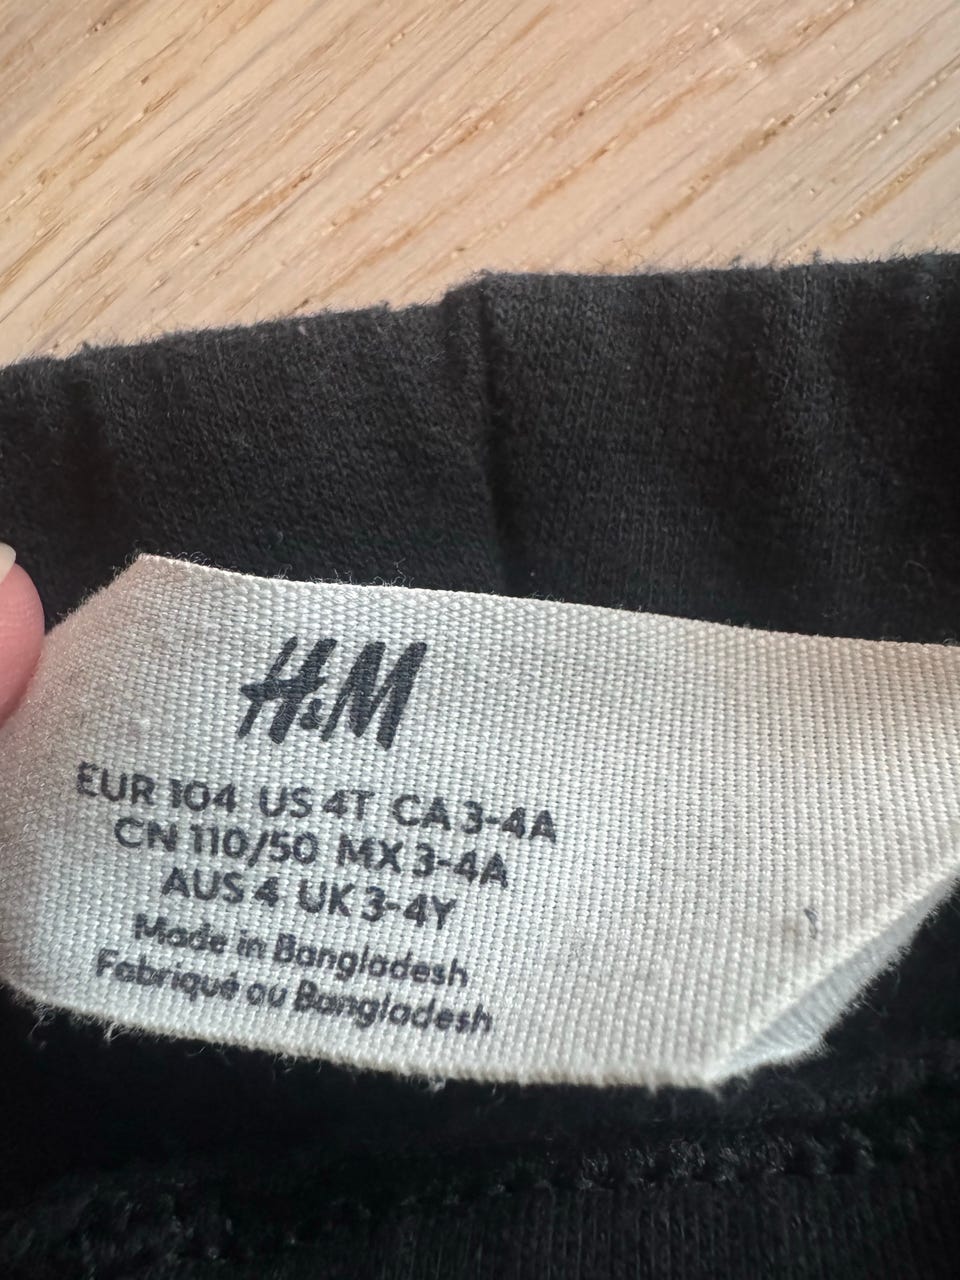 H&M
EUR 104 US 4T CA 3-4A
CN 110/50 MX 3-4A
AUS 4 UK 3-4Y
Made in Bangladesh
Fabriqué au Bangladesh